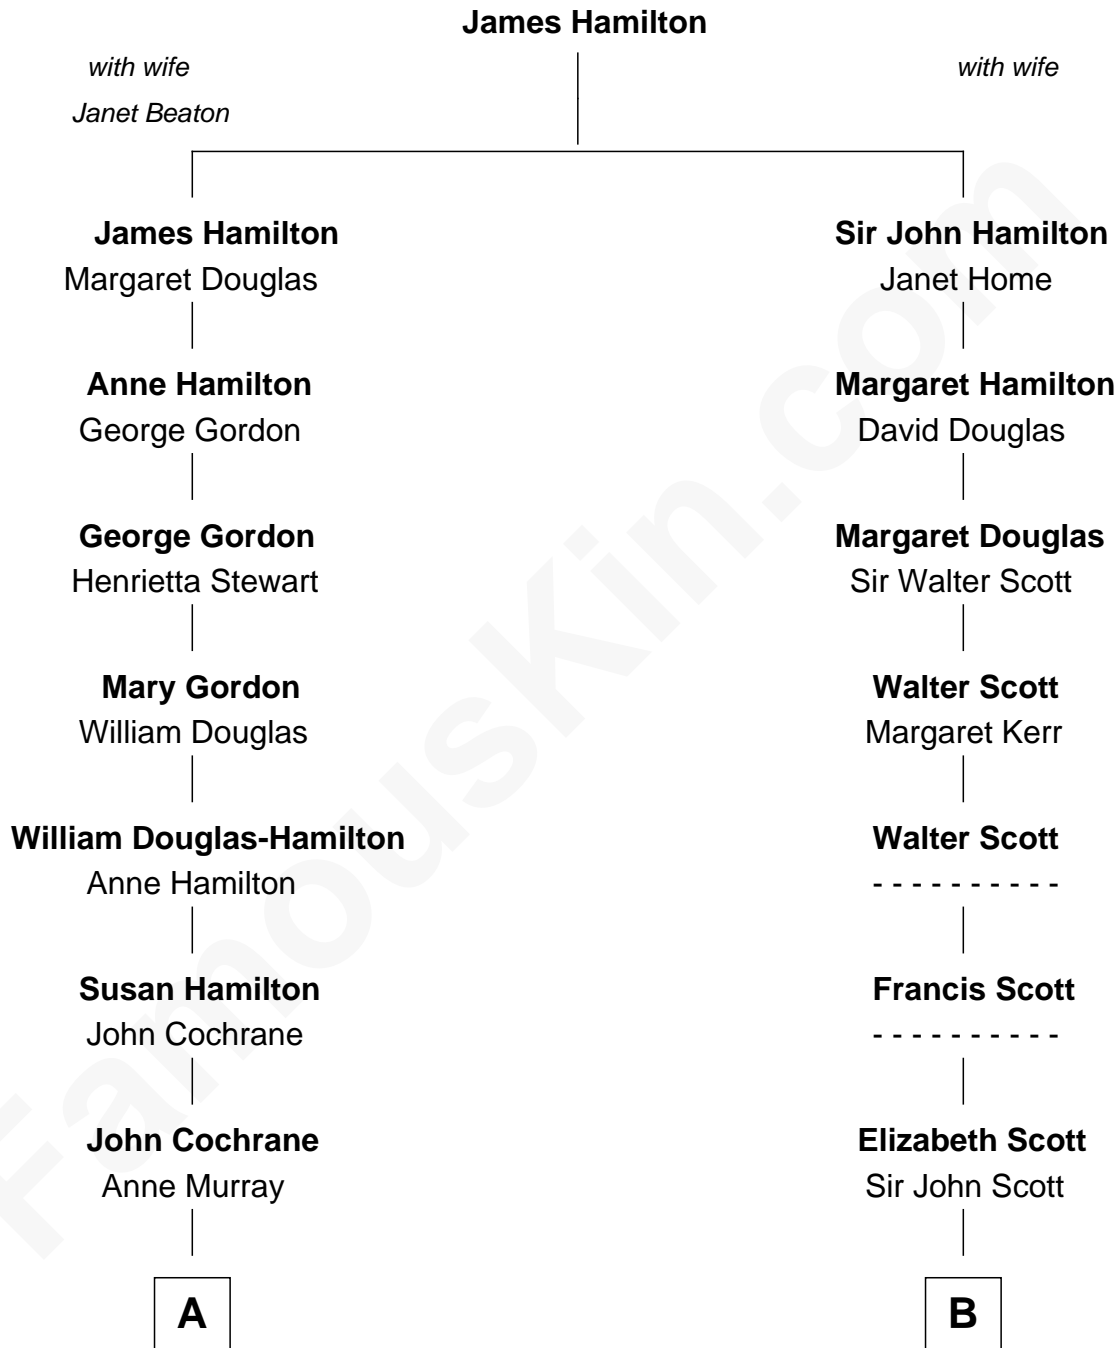 James Hamilton
with wife
Janet Beaton
with wife
James Hamilton
Margaret Douglas
Sir John Hamilton
Janet Home
Anne Hamilton
George Gordon
Margaret Hamilton
David Douglas
George Gordon
Henrietta Stewart
Margaret Douglas
Sir Walter Scott
Mary Gordon
William Douglas
Walter Scott
Margaret Kerr
William Douglas-Hamilton
Anne Hamilton
Walter Scott
- - - - - - - - - -
Susan Hamilton
John Cochrane
Francis Scott
- - - - - - - - - -
John Cochrane
Anne Murray
Elizabeth Scott
Sir John Scott
A
B
FamousKin.com